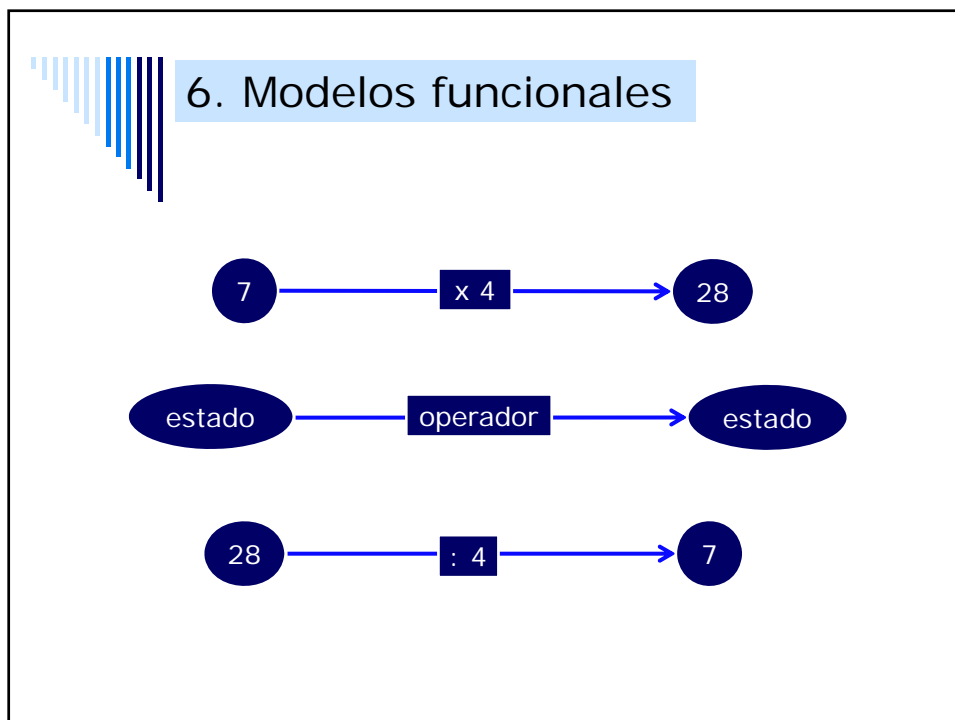 6. Modelos funcionales
7 x 4 28
estado operador estado
28 : 4 7